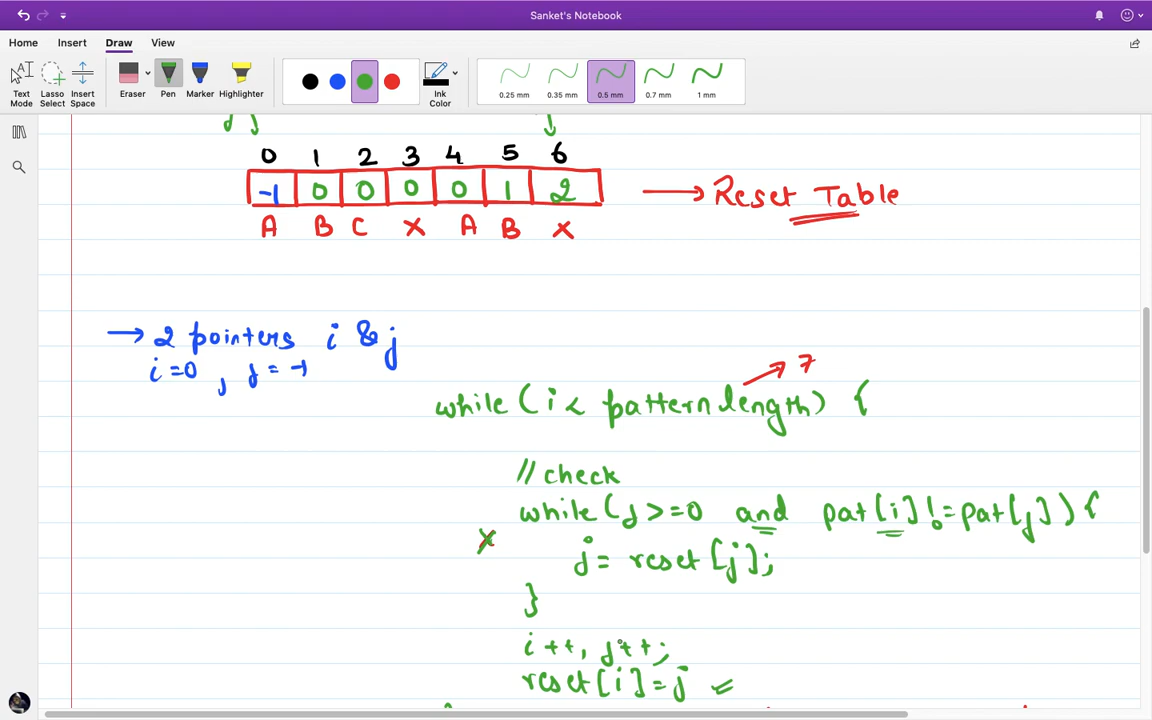 Sanket's Notebook
Home Insert Draw View
Text Mode
Lasso Select
Insert Space
Eraser
Pen
Marker
Highlighter
Ink Color
0.25 mm
0.35 mm
0.5 mm
0.7 mm
1 mm
0 1 2 3 4 5 6
-1 0 0 0 0 1 2 → Reset Table
A B C X A B X
→ 2 pointers i & j
i=0 , j = -1
7
while (i < pattern length) {
// check
while (j >= 0 and pat[i] != pat[j]) {
X
j = reset[j];
}
i++, j++;
reset[i] = j